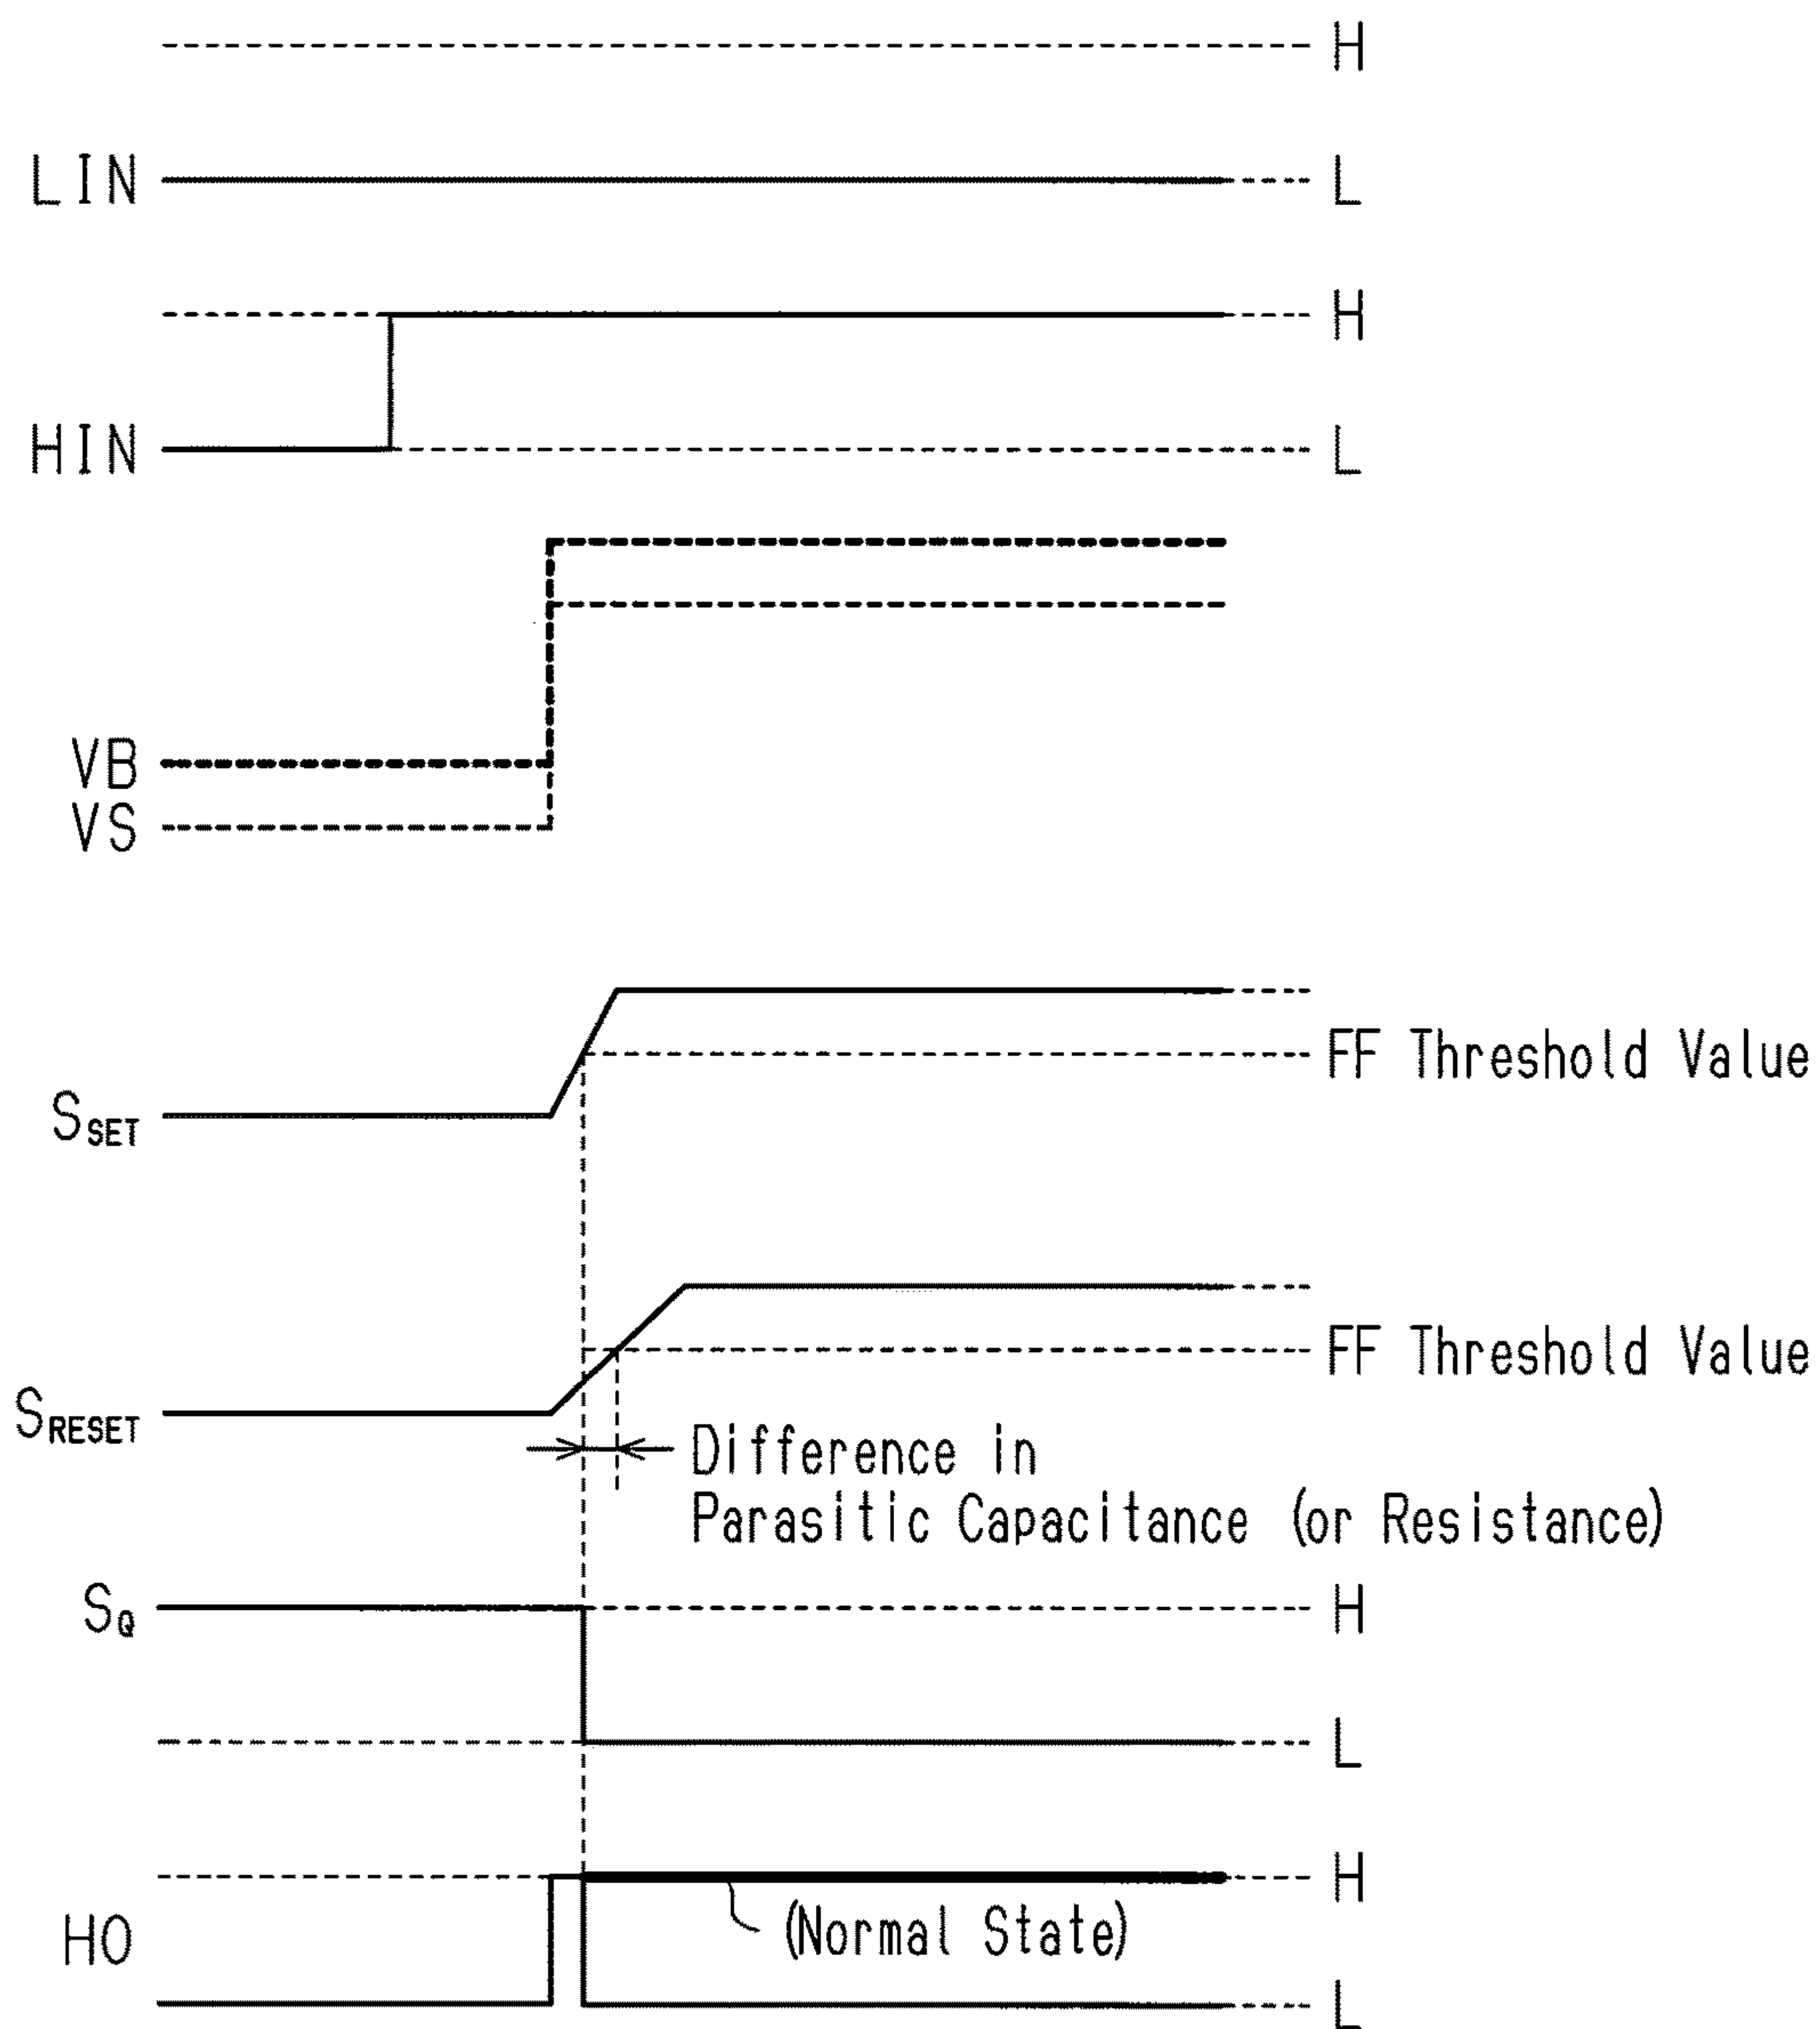 H
LIN L
H
HIN L
VB
VS
FF Threshold Value
SSET
FF Threshold Value
SRESET
Difference in
Parasitic Capacitance (or Resistance)
SQ H
L
H
(Normal State)
HO
L